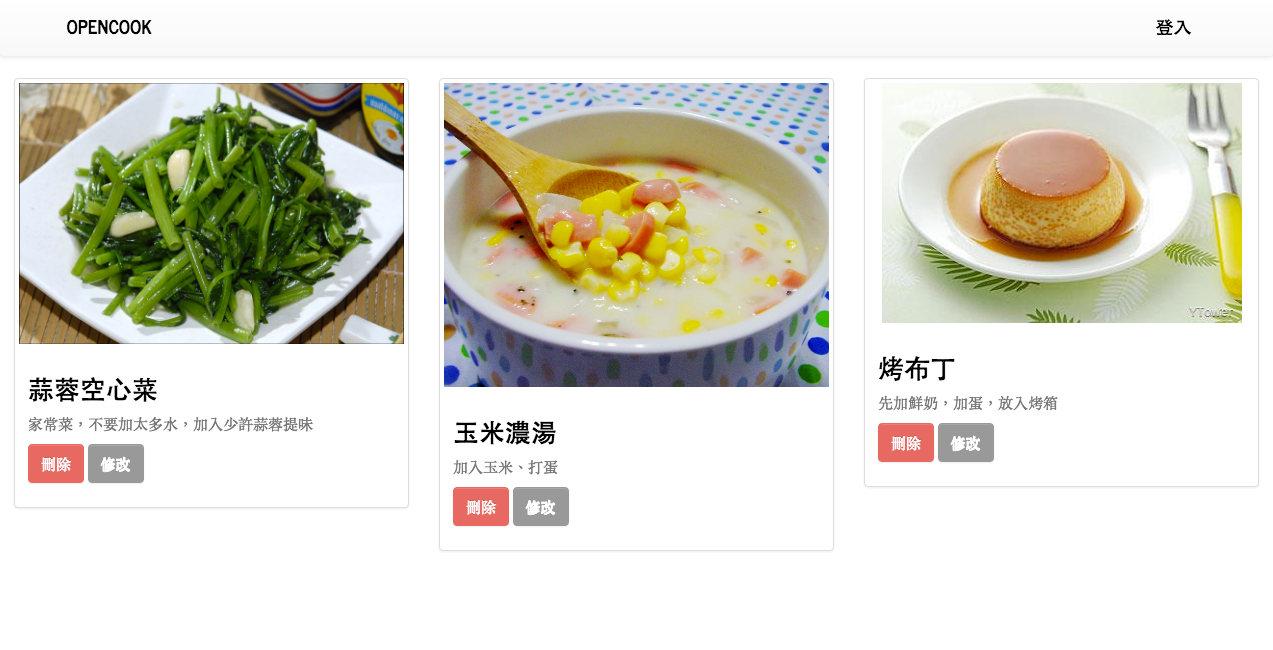 OPENCOOK
登入
蒜蓉空心菜
家常菜，不要加太多水，加入少許蒜蓉提味
刪除 修改
玉米濃湯
加入玉米、打蛋
刪除 修改
YTower
烤布丁
先加鮮奶，加蛋，放入烤箱
刪除 修改